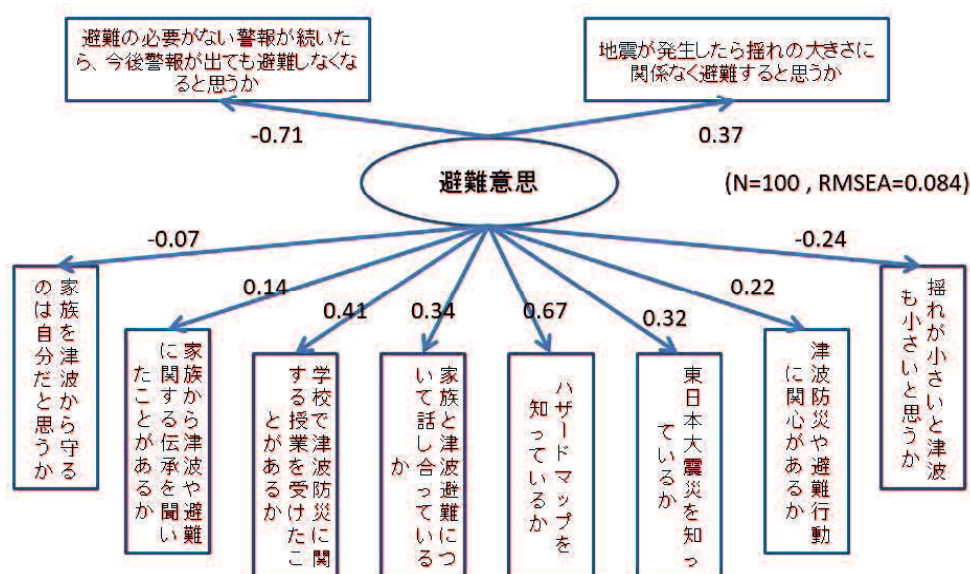 避難の必要がない警報が続いた
ら、今後警報が出ても避難しなくな
ると思うか
地震が発生したら揺れの大きさに
関係なく避難すると思うか
-0.71
0.37
避難意思
(N=100 , RMSEA=0.084)
-0.07
0.14
0.41
0.34
0.67
0.32
0.22
-0.24
家族を津波から守る
のは自分だと思うか
家族から津波や避難
に関する伝承を聞い
たことがあるか
学校で津波防災に関
する授業を受けたこ
とがあるか
家族と津波避難につ
いて話し合っている
か
ハザードマップを
知っているか
東日本大震災を知っ
ているか
津波防災や避難行動
に関心があるか
揺れが小さいと津波
も小さいと思うか